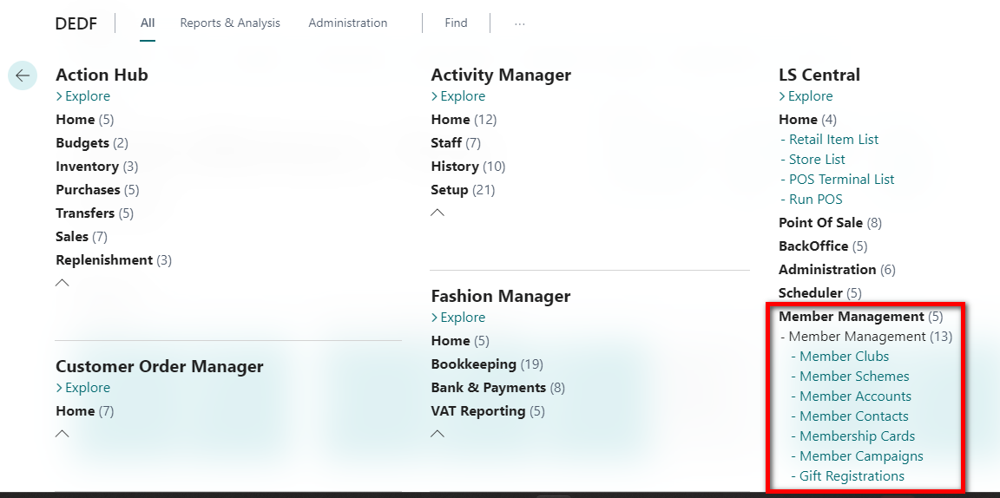 DEDF
All
Reports & Analysis
Administration
Find
...
Action Hub
Explore
Home (5)
Budgets (2)
Inventory (3)
Purchases (5)
Transfers (5)
Sales (7)
Replenishment (3)
Customer Order Manager
Explore
Home (7)
Activity Manager
Explore
Home (12)
Staff (7)
History (10)
Setup (21)
Fashion Manager
Explore
Home (5)
Bookkeeping (19)
Bank & Payments (8)
VAT Reporting (5)
LS Central
Explore
Home (4)
- Retail Item List
- Store List
- POS Terminal List
- Run POS
Point Of Sale (8)
BackOffice (5)
Administration (6)
Scheduler (5)
Member Management (5)
- Member Management (13)
- Member Clubs
- Member Schemes
- Member Accounts
- Member Contacts
- Membership Cards
- Member Campaigns
- Gift Registrations